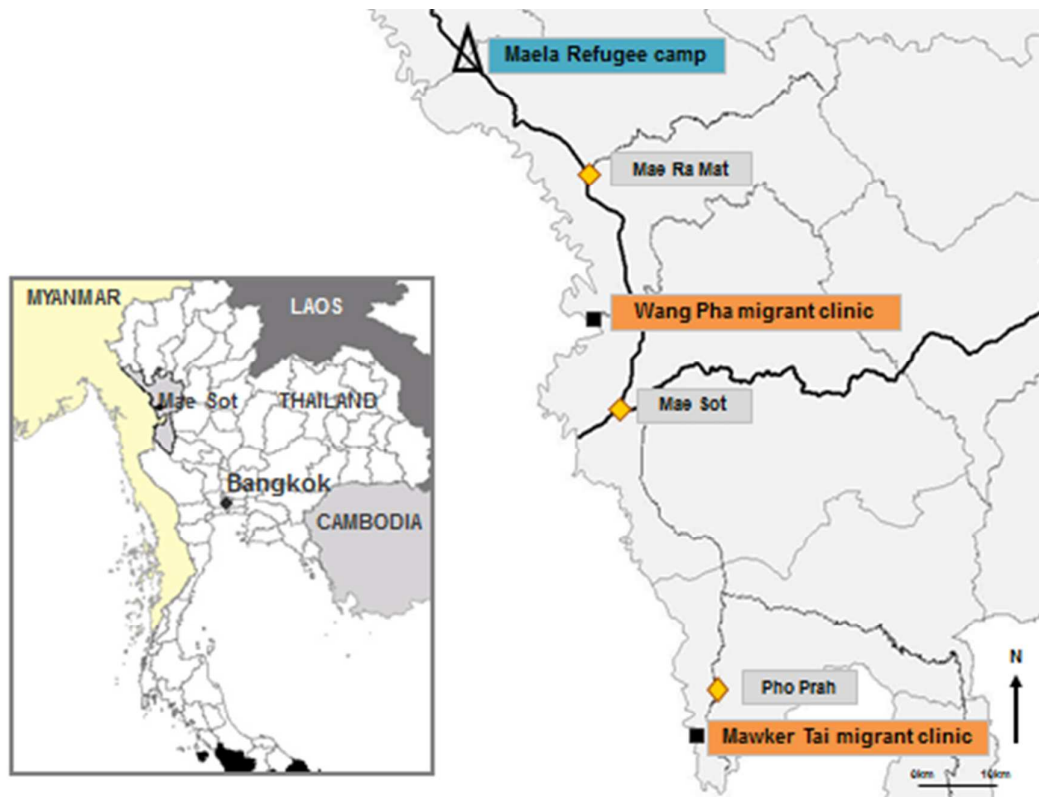 Maela Refugee camp
Mae Ra Mat
Wang Pha migrant clinic
Mae Sot
Pho Prah
Mawker Tai migrant clinic
N
0km 10km
MYANMAR
LAOS
Mae Sot
THAILAND
Bangkok
CAMBODIA